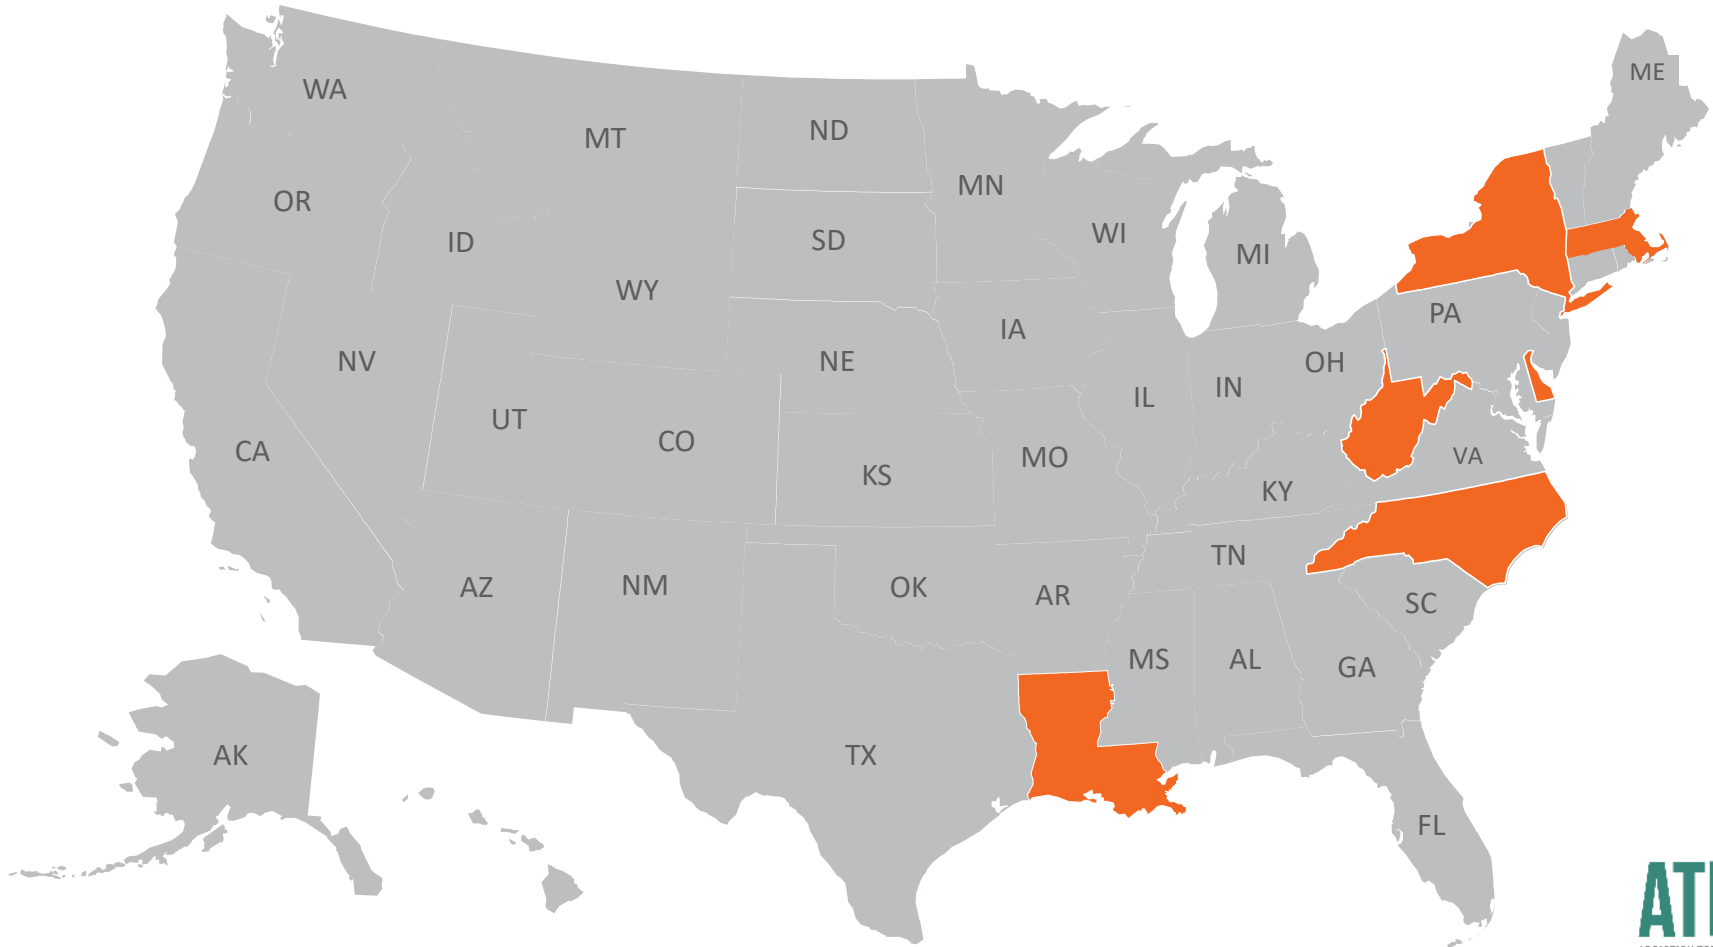 WA
MT
ND
MN
ME
OR
ID
SD
WI
MI
WY
IA
PA
NV
NE
OH
IN
IL
UT
CO
CA
KS
MO
VA
KY
TN
AZ
NM
OK
AR
SC
MS
AL
GA
AK
TX
FL